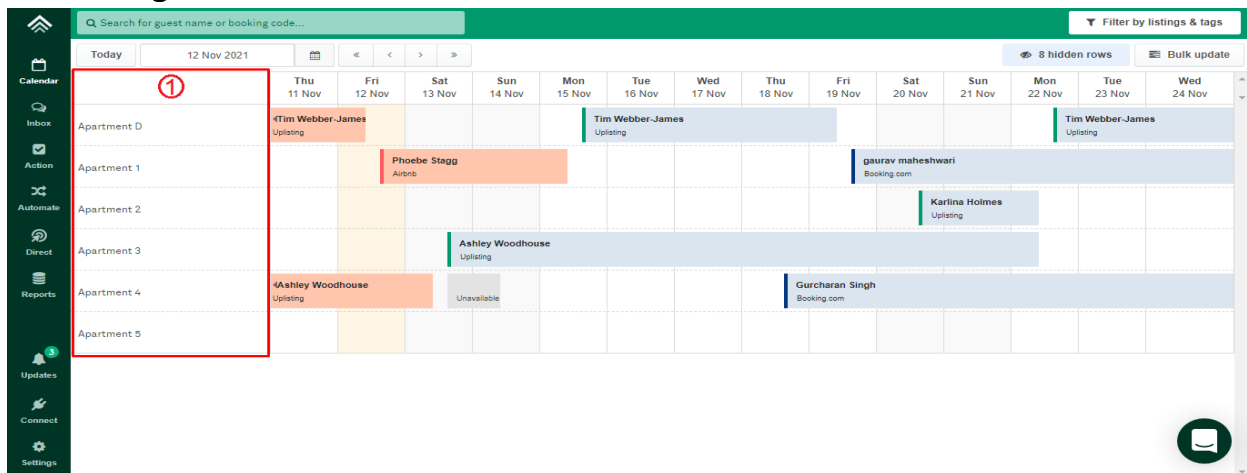 Search for guest name or booking code...
Filter by listings & tags
Calendar
Inbox
Action
Automate
Direct
Reports
3
Updates
Connect
Settings
Today
12 Nov 2021
«
‹
›
»
8 hidden rows
Bulk update
1
Thu
11 Nov
Fri
12 Nov
Sat
13 Nov
Sun
14 Nov
Mon
15 Nov
Tue
16 Nov
Wed
17 Nov
Thu
18 Nov
Fri
19 Nov
Sat
20 Nov
Sun
21 Nov
Mon
22 Nov
Tue
23 Nov
Wed
24 Nov
Apartment D
Tim Webber-James
Uplisting
Tim Webber-James
Uplisting
Tim Webber-James
Uplisting
Apartment 1
Phoebe Stagg
Airbnb
gaurav maheshwari
Booking.com
Apartment 2
Karlina Holmes
Uplisting
Apartment 3
Ashley Woodhouse
Uplisting
Apartment 4
Ashley Woodhouse
Uplisting
Unavailable
Gurcharan Singh
Booking.com
Apartment 5